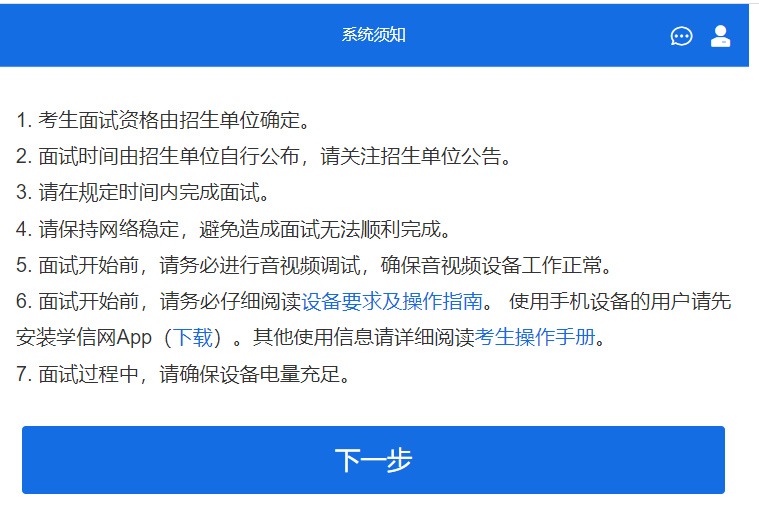 系统须知
1. 考生面试资格由招生单位确定。
2. 面试时间由招生单位自行公布，请关注招生单位公告。
3. 请在规定时间内完成面试。
4. 请保持网络稳定，避免造成面试无法顺利完成。
5. 面试开始前，请务必进行音视频调试，确保音视频设备工作正常。
6. 面试开始前，请务必仔细阅读设备要求及操作指南。 使用手机设备的用户请先
安装学信网App（下载）。其他使用信息请详细阅读考生操作手册。
7. 面试过程中，请确保设备电量充足。
下一步